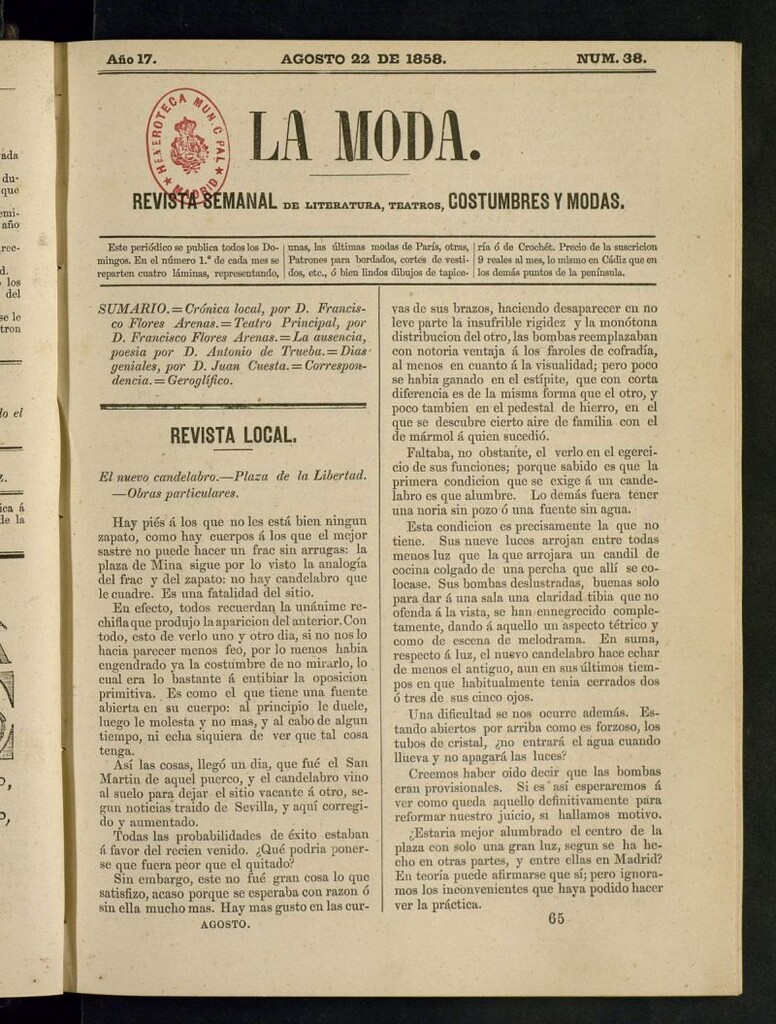 Año 17.
AGOSTO 22 DE 1858.
NUM. 38.
HEMEROTECA MUNICIPAL
MADRID
LA MODA.
REVISTA SEMANAL DE LITERATURA, TEATROS, COSTUMBRES Y MODAS.
Este periódico se publica todos los Do-
mingos. En el número 1.º de cada mes se
reparten cuatro láminas, representando,
unas, las últimas modas de París, otras,
Patrones para bordados, cortes de vesti-
dos, etc., ó bien lindos dibujos de tapice-
ría ó de Crochét. Precio de la suscricion
9 reales al mes, lo mismo en Cádiz que en
los demás puntos de la península.
SUMARIO.=Crónica local, por D. Francis-
co Flores Arenas.=Teatro Principal, por
D. Francisco Flores Arenas.=La ausencia,
poesia por D. Antonio de Trueba.=Dias
geniales, por D. Juan Cuesta.=Correspon-
dencia.=Geroglífico.
REVISTA LOCAL.
El nuevo candelabro.—Plaza de la Libertad.
—Obras particulares.
Hay piés á los que no les está bien ningun
zapato, como hay cuerpos á los que el mejor
sastre no puede hacer un frac sin arrugas: la
plaza de Mina sigue por lo visto la analogía
del frac y del zapato: no hay candelabro que
le cuadre. Es una fatalidad del sitio.
En efecto, todos recuerdan la unánime re-
chifla que produjo la aparicion del anterior. Con
todo, esto de verlo uno y otro dia, si no nos lo
hacia parecer menos feó, por lo menos habia
engendrado ya la costumbre de no mirarlo, lo
cual era lo bastante á entibiar la oposicion
primitiva. Es como el que tiene una fuente
abierta en su cuerpo: al principio le duele,
luego le molesta y no mas, y al cabo de algun
tiempo, ni echa siquiera de ver que tal cosa
tenga.
Así las cosas, llegó un dia, que fué el San
Martin de aquel puerco, y el candelabro vino
al suelo para dejar el sitio vacante á otro, se-
gun noticias traido de Sevilla, y aquí corregi-
do y aumentado.
Todas las probabilidades de éxito estaban
á favor del recien venido. ¿Qué podria poner-
se que fuera peor que el quitado?
Sin embargo, este no fué gran cosa lo que
satisfizo, acaso porque se esperaba con razon ó
sin ella mucho mas. Hay mas gusto en las cur-
AGOSTO.
vas de sus brazos, haciendo desaparecer en no
leve parte la insufrible rigidez y la monótona
distribucion del otro, las bombas reemplazaban
con notoria ventaja á los faroles de cofradía,
al menos en cuanto á la visualidad; pero poco
se habia ganado en el estípite, que con corta
diferencia es de la misma forma que el otro, y
poco tambien en el pedestal de hierro, en el
que se descubre cierto aire de familia con el
de mármol á quien sucedió.
Faltaba, no obstante, el verlo en el egerci-
cio de sus funciones; porque sabido es que la
primera condicion que se exige á un cande-
labro es que alumbre. Lo demás fuera tener
una noria sin pozo ó una fuente sin agua.
Esta condicion es precisamente la que no
tiene. Sus nueve luces arrojan entre todas
menos luz que la que arrojara un candil de
cocina colgado de una percha que allí se co-
locase. Sus bombas deslustradas, buenas solo
para dar á una sala una claridad tibia que no
ofenda á la vista, se han ennegrecido comple-
tamente, dando á aquello un aspecto tétrico y
como de escena de melodrama. En suma,
respecto á luz, el nuevo candelabro hace echar
de menos el antiguo, aun en sus últimos tiem-
pos en que habitualmente tenia cerrados dos
ó tres de sus cinco ojos.
Una dificultad se nos ocurre además. Es-
tando abiertos por arriba como es forzoso, los
tubos de cristal, ¿no entrará el agua cuando
llueva y no apagará las luces?
Creemos haber oido decir que las bombas
eran provisionales. Si es así esperaremos á
ver como queda aquello definitivamente para
reformar nuestro juicio, si hallamos motivo.
¿Estaria mejor alumbrado el centro de la
plaza con solo una gran luz, segun se ha he-
cho en otras partes, y entre ellas en Madrid?
En teoría puede afirmarse que sí; pero ignora-
mos los inconvenientes que haya podido hacer
ver la práctica.
65